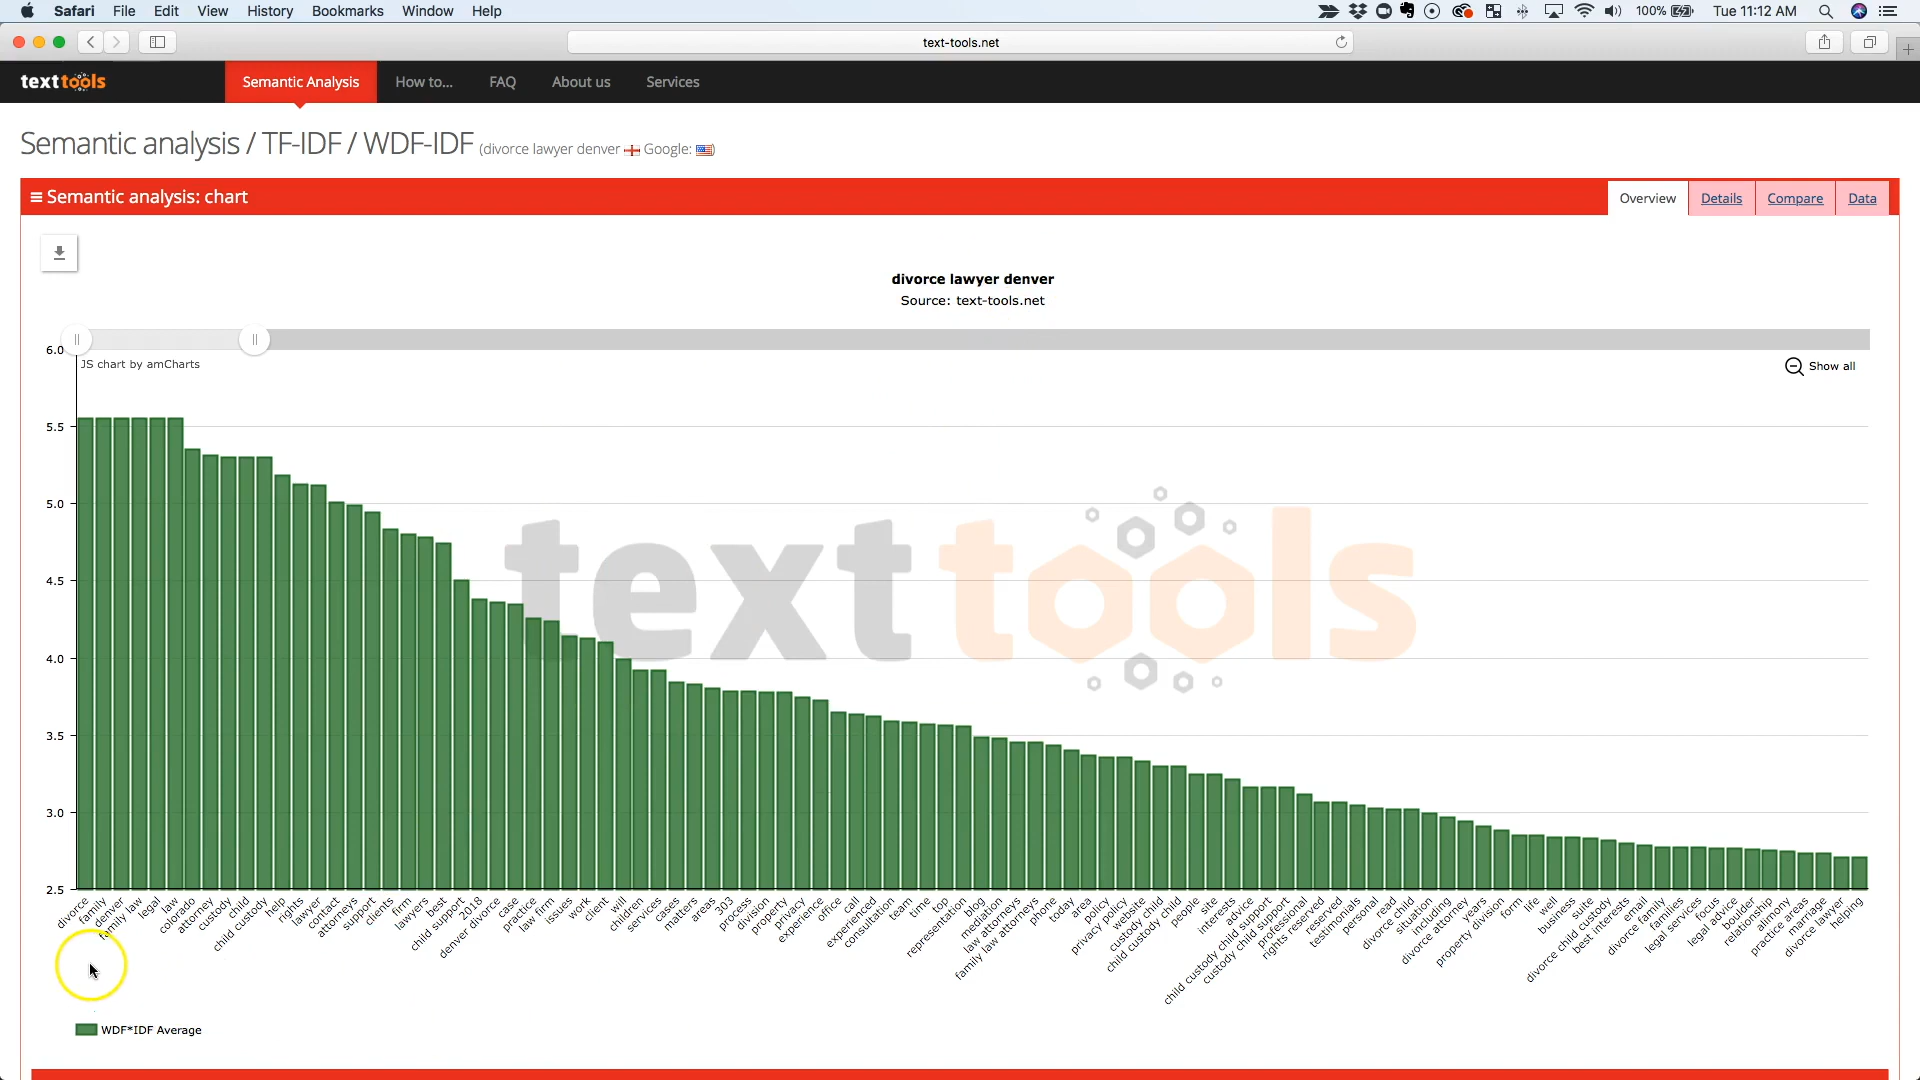 Safari File Edit View History Bookmarks Window Help 100% Tue 11:12 AM
text-tools.net
texttools Semantic Analysis How to... FAQ About us Services
Semantic analysis / TF-IDF / WDF-IDF (divorce lawyer denver Google: )
Semantic analysis: chart Overview Details Compare Data
divorce lawyer denver
Source: text-tools.net
6.0
JS chart by amCharts
Show all
5.5
5.0
4.5
4.0
3.5
3.0
2.5
texttools
divorce
family
denver
family law
legal
law
colorado
attorney
custody
child
child custody
help
rights
lawyer
contact
attorneys
support
clients
firm
lawyers
best
child support
2018
denver divorce
case
practice
law firm
issues
work
client
will
children
services
cases
matters
areas
303
process
division
property
privacy
experience
office
call
experienced
consultation
team
time
top
representation
blog
mediation
law attorneys
family law attorneys
phone
today
area
policy
privacy policy
website
custody child
child custody child
people
site
interests
advice
child custody child support
custody child support
professional
rights reserved
reserved
testimonials
personal
read
divorce child
situation
including
divorce attorney
years
property division
form
life
well
business
suite
divorce child custody
best interests
email
divorce family
families
legal services
focus
legal advice
boulder
relationship
alimony
practice areas
marriage
divorce lawyer
helping
WDF*IDF Average